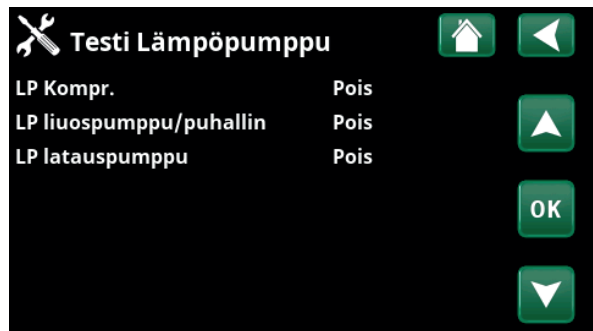 Testi Lämpöpumppu
LP Kompr. Pois
LP liuospumppu/puhallin Pois
LP latauspumppu Pois
OK